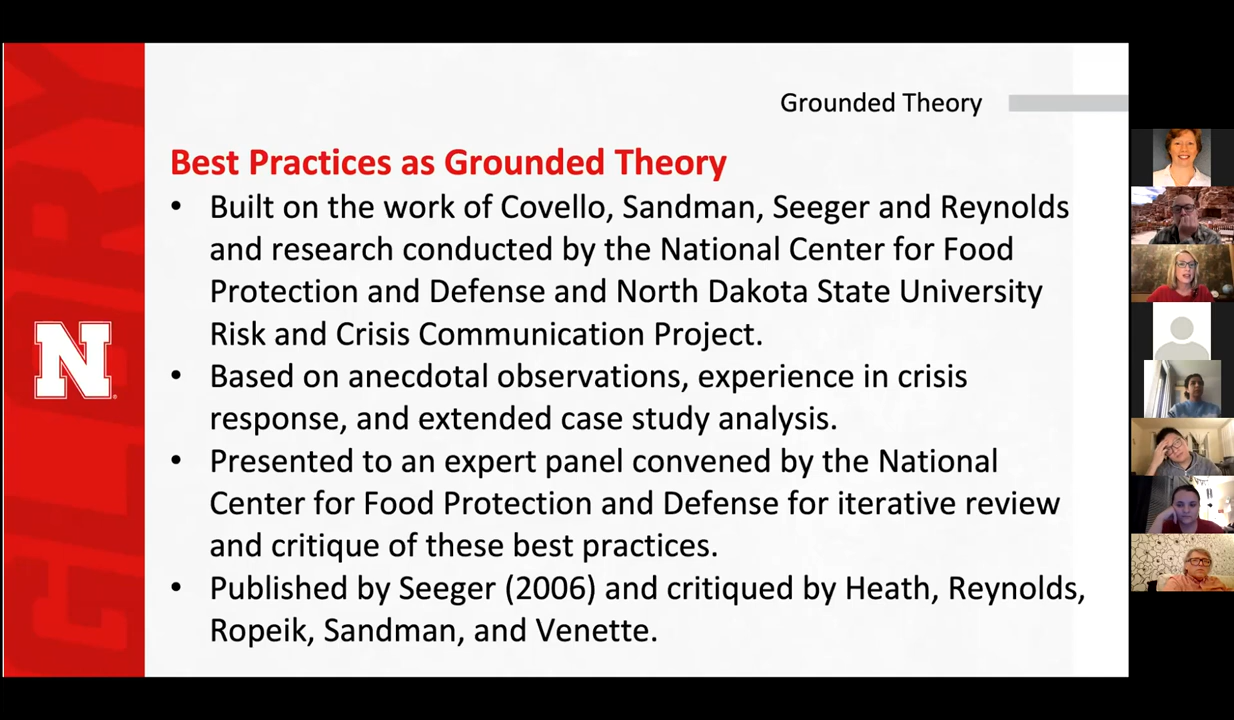 Grounded Theory
Best Practices as Grounded Theory
• Built on the work of Covello, Sandman, Seeger and Reynolds
and research conducted by the National Center for Food
Protection and Defense and North Dakota State University
Risk and Crisis Communication Project.
• Based on anecdotal observations, experience in crisis
response, and extended case study analysis.
• Presented to an expert panel convened by the National
Center for Food Protection and Defense for iterative review
and critique of these best practices.
• Published by Seeger (2006) and critiqued by Heath, Reynolds,
Ropeik, Sandman, and Venette.
GLORY
N